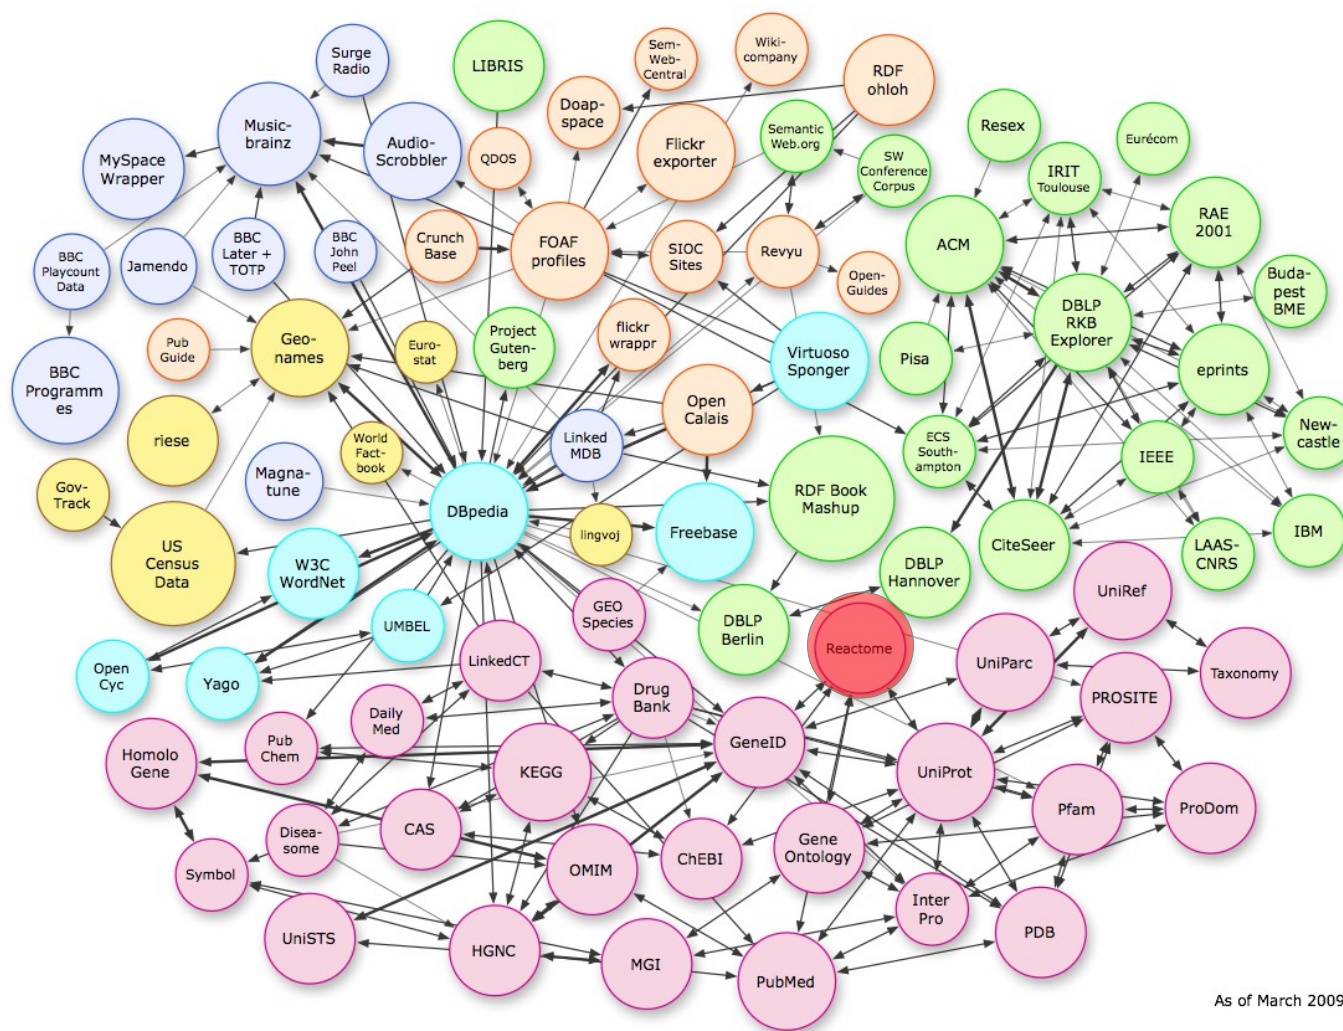 Surge
Radio
LIBRIS
Sem-
Web-
Central
Wiki-
company
RDF
ohloh
Doap-
space
Music-
brainz
Audio-
Scrobbler
QDOS
Flickr
exporter
Semantic
Web.org
SW
Conference
Corpus
Resex
Eurécom
MySpace
Wrapper
IRIT
Toulouse
RAE
2001
BBC
Playcount
Data
Jamendo
BBC
Later +
TOTP
BBC
John
Peel
Crunch
Base
FOAF
profiles
SIOC
Sites
Revyu
Open-
Guides
ACM
Buda-
pest
BME
DBLP
RKB
Explorer
Pub
Guide
Geo-
names
Euro-
stat
Project
Guten-
berg
flickr
wrappr
Virtuoso
Sponger
Pisa
eprints
BBC
Programm
es
riese
World
Fact-
book
Linked
MDB
Open
Calais
ECS
South-
ampton
IEEE
New-
castle
Gov-
Track
Magna-
tune
DBpedia
lingvoj
Freebase
RDF Book
Mashup
CiteSeer
IBM
US
Census
Data
W3C
WordNet
LAAS-
CNRS
DBLP
Hannover
UniRef
UMBEL
GEO
Species
DBLP
Berlin
Reactome
UniParc
Taxonomy
Open
Cyc
Yago
LinkedCT
Drug
Bank
PROSITE
Daily
Med
Homolo
Gene
Pub
Chem
KEGG
GeneID
UniProt
Pfam
ProDom
CAS
Disea-
some
Symbol
OMIM
ChEBI
Gene
Ontology
Inter
Pro
PDB
UniSTS
HGNC
MGI
PubMed
As of March 2009